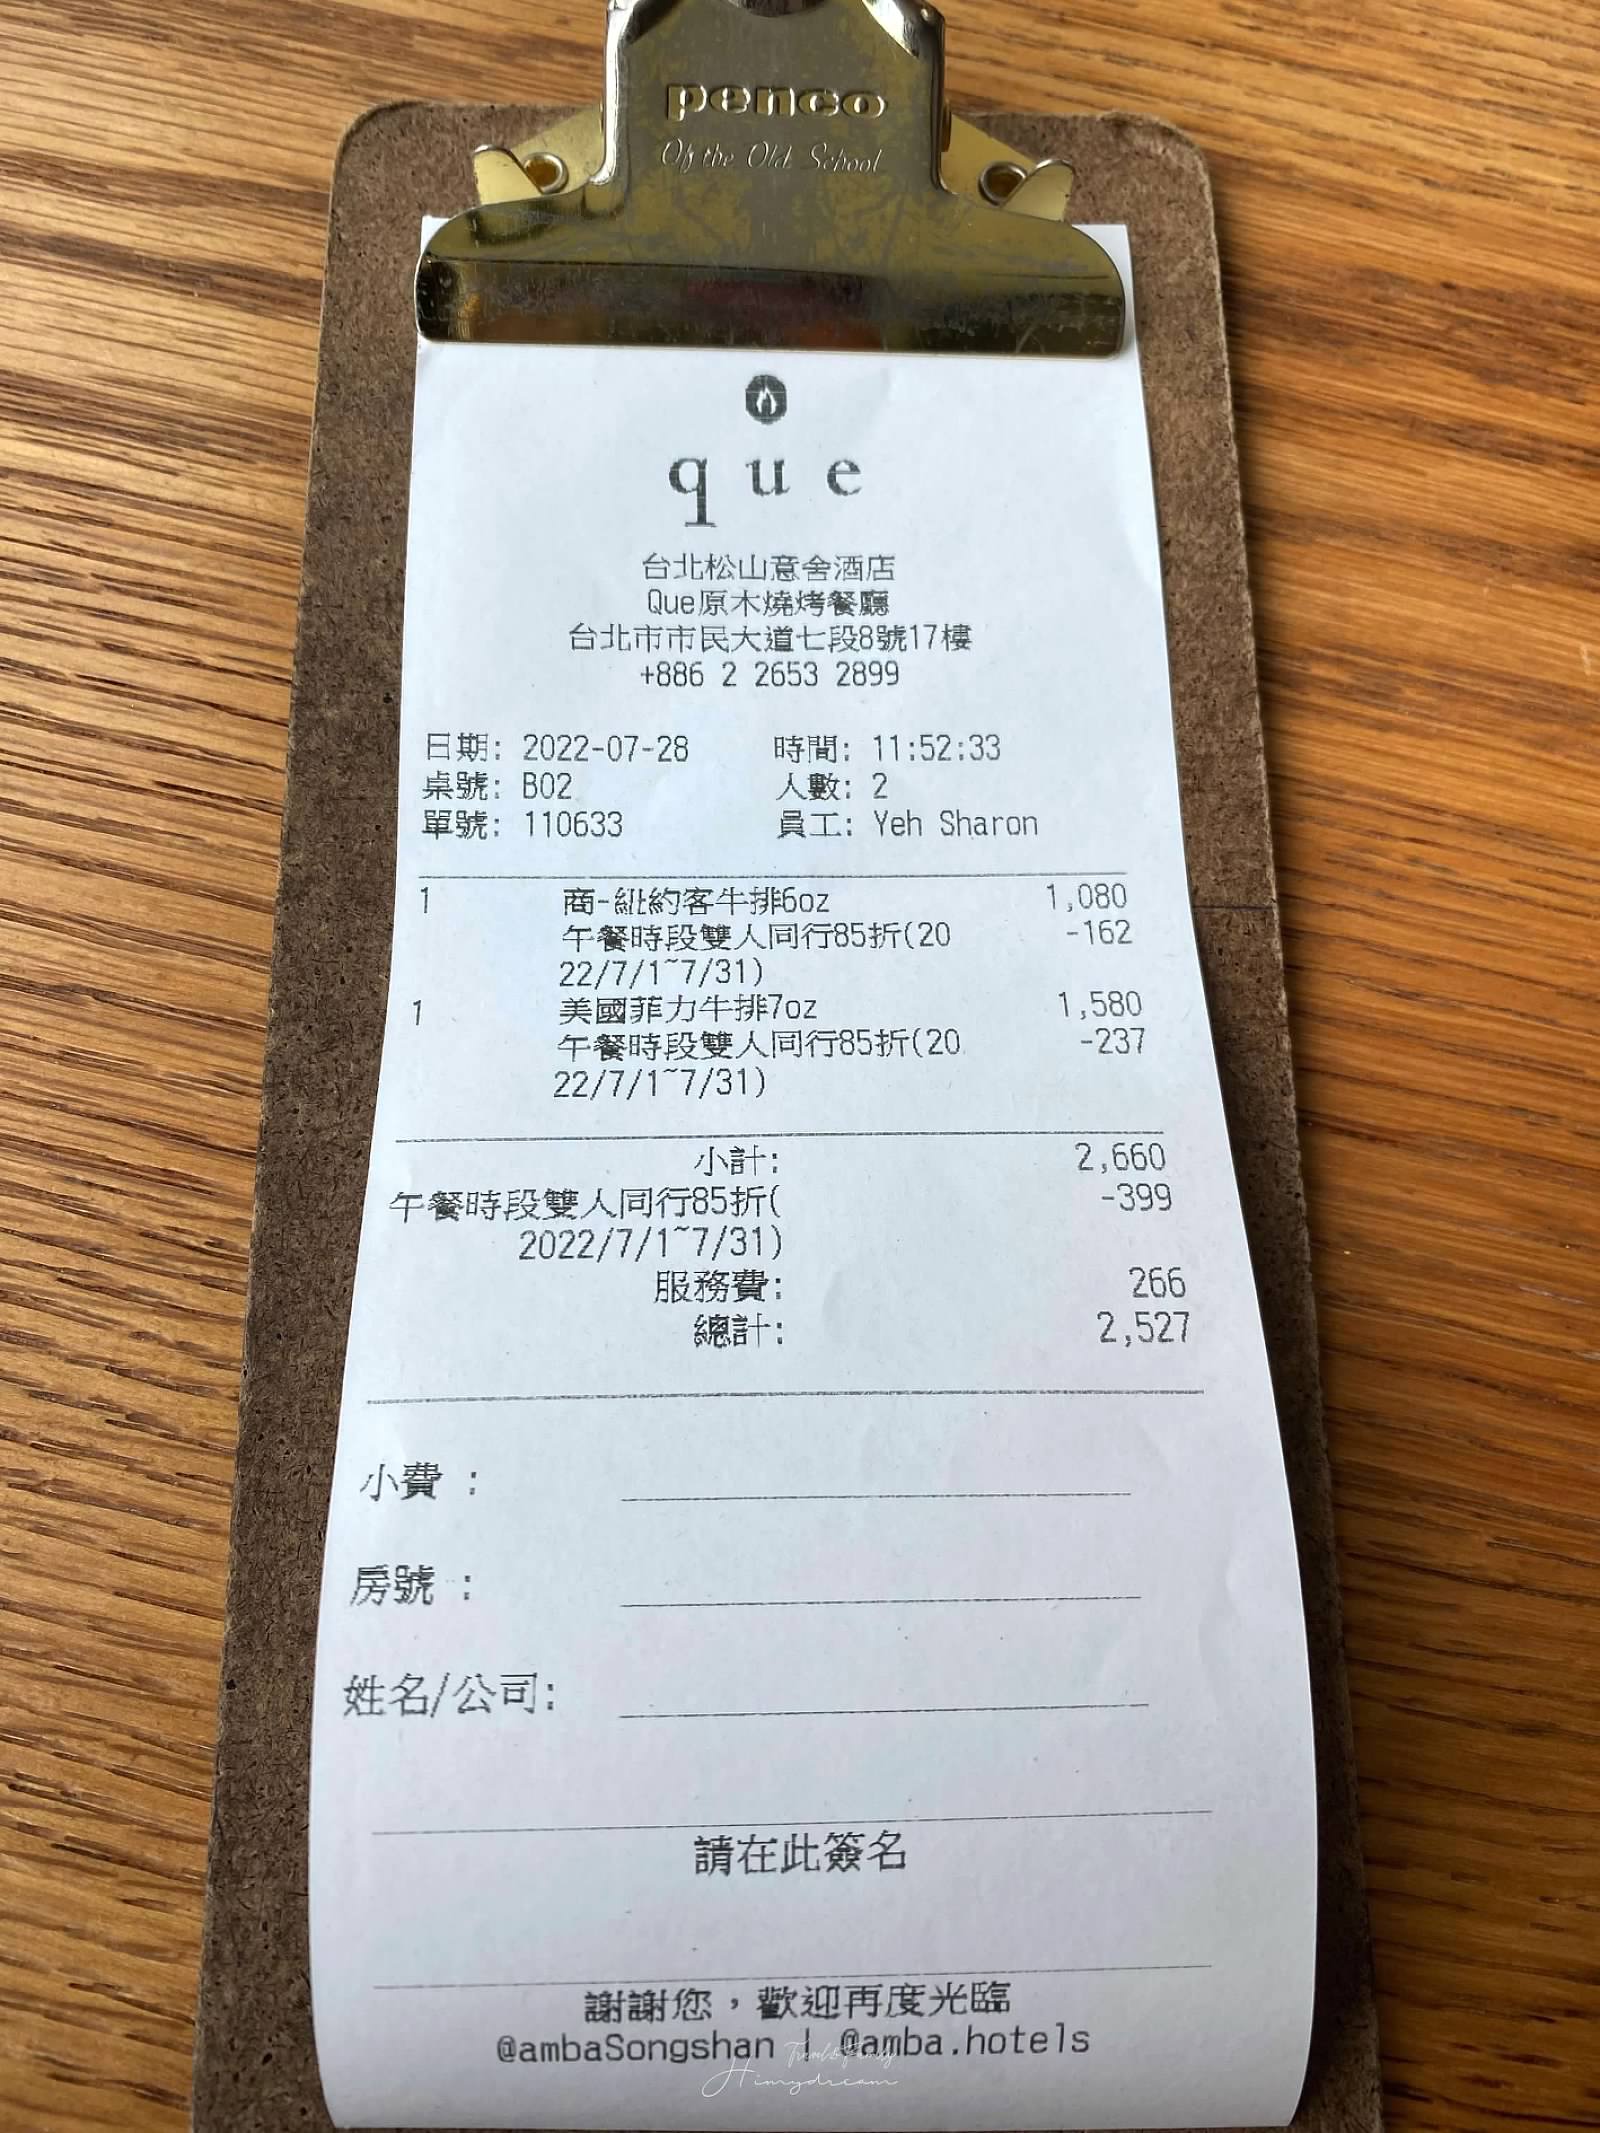 penco
Of the Old School
que
台北松山意舍酒店
Que原木燒烤餐廳
台北市市民大道七段8號17樓
+886 2 2653 2899
日期: 2022-07-28 時間: 11:52:33
桌號: B02 人數: 2
單號: 110633 員工: Yeh Sharon
1 商-紐約客牛排6oz 1,080
午餐時段雙人同行85折(20 -162
22/7/1~7/31)
1 美國菲力牛排7oz 1,580
午餐時段雙人同行85折(20 -237
22/7/1~7/31)
小計: 2,660
午餐時段雙人同行85折( -399
2022/7/1~7/31)
服務費: 266
總計: 2,527
小費 :
房號 :
姓名/公司:
請在此簽名
謝謝您，歡迎再度光臨
@ambaSongshan | @amba.hotels
Travel & Family
Himydream